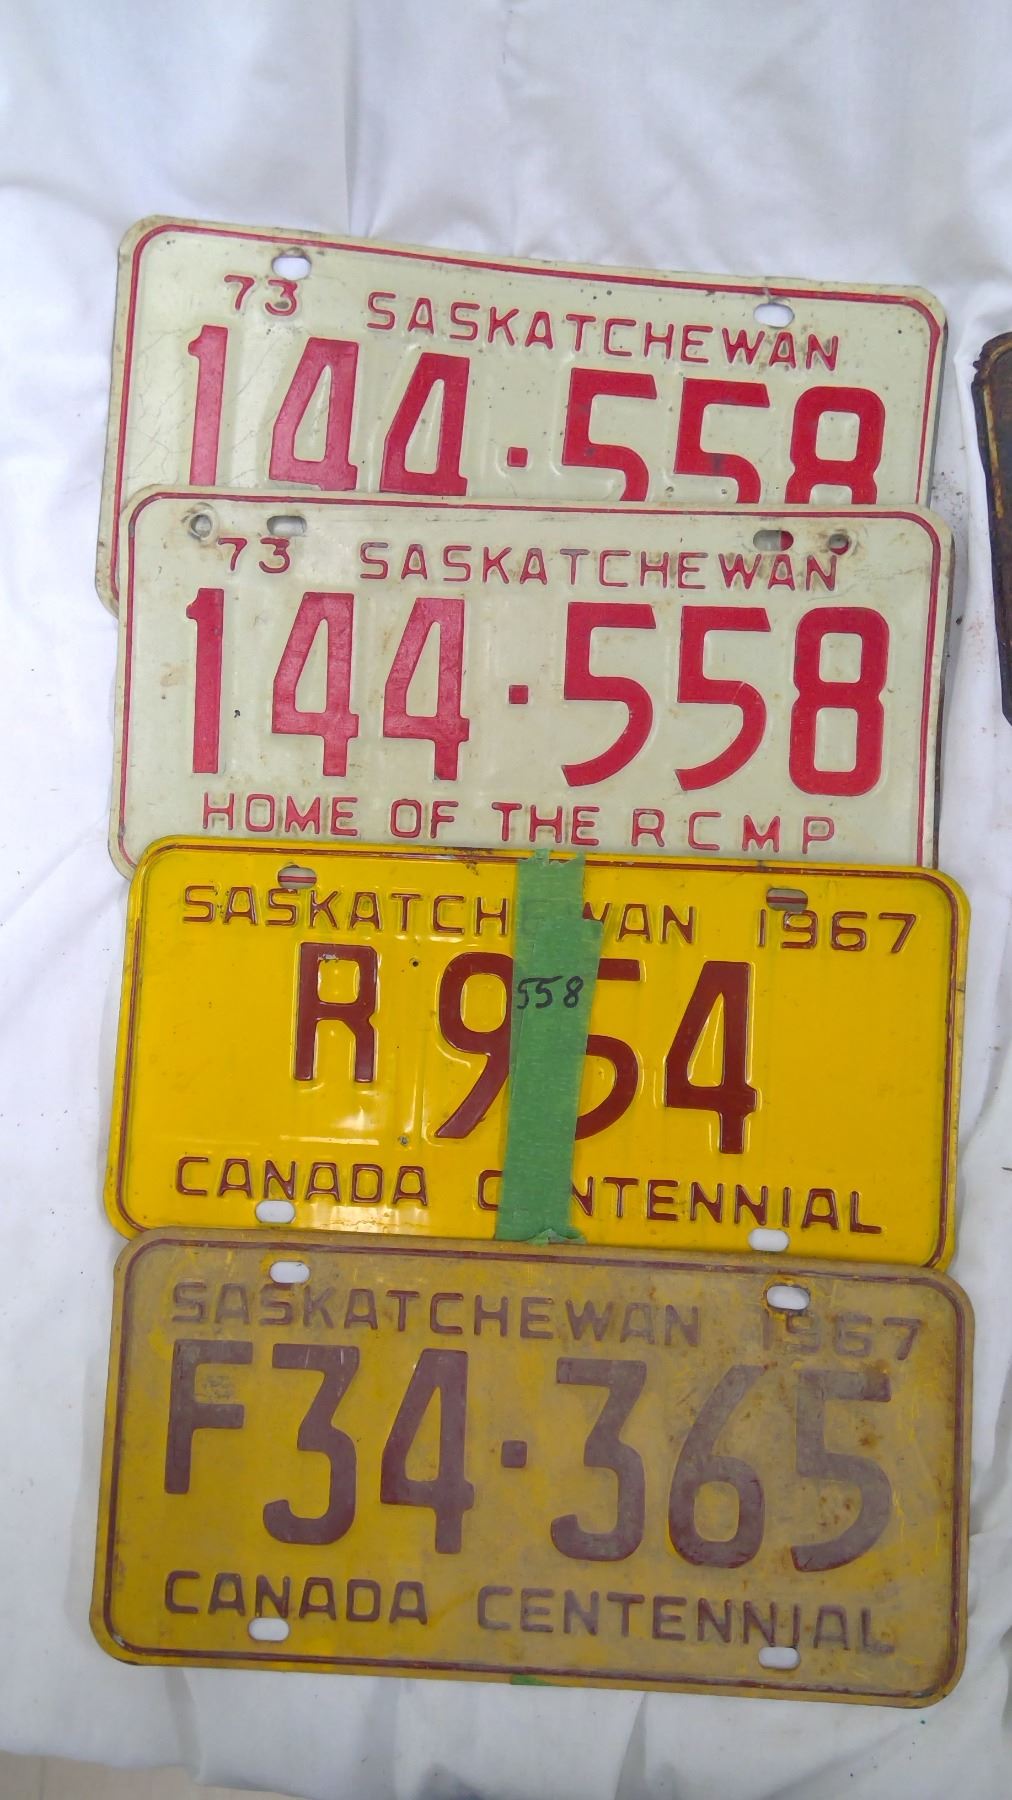 73 SASKATCHEWAN
144·558
73 SASKATCHEWAN
144·558
HOME OF THE RCMP
SASKATCHEWAN 1967
R 954
558
CANADA CENTENNIAL
SASKATCHEWAN 1967
F34·365
CANADA CENTENNIAL